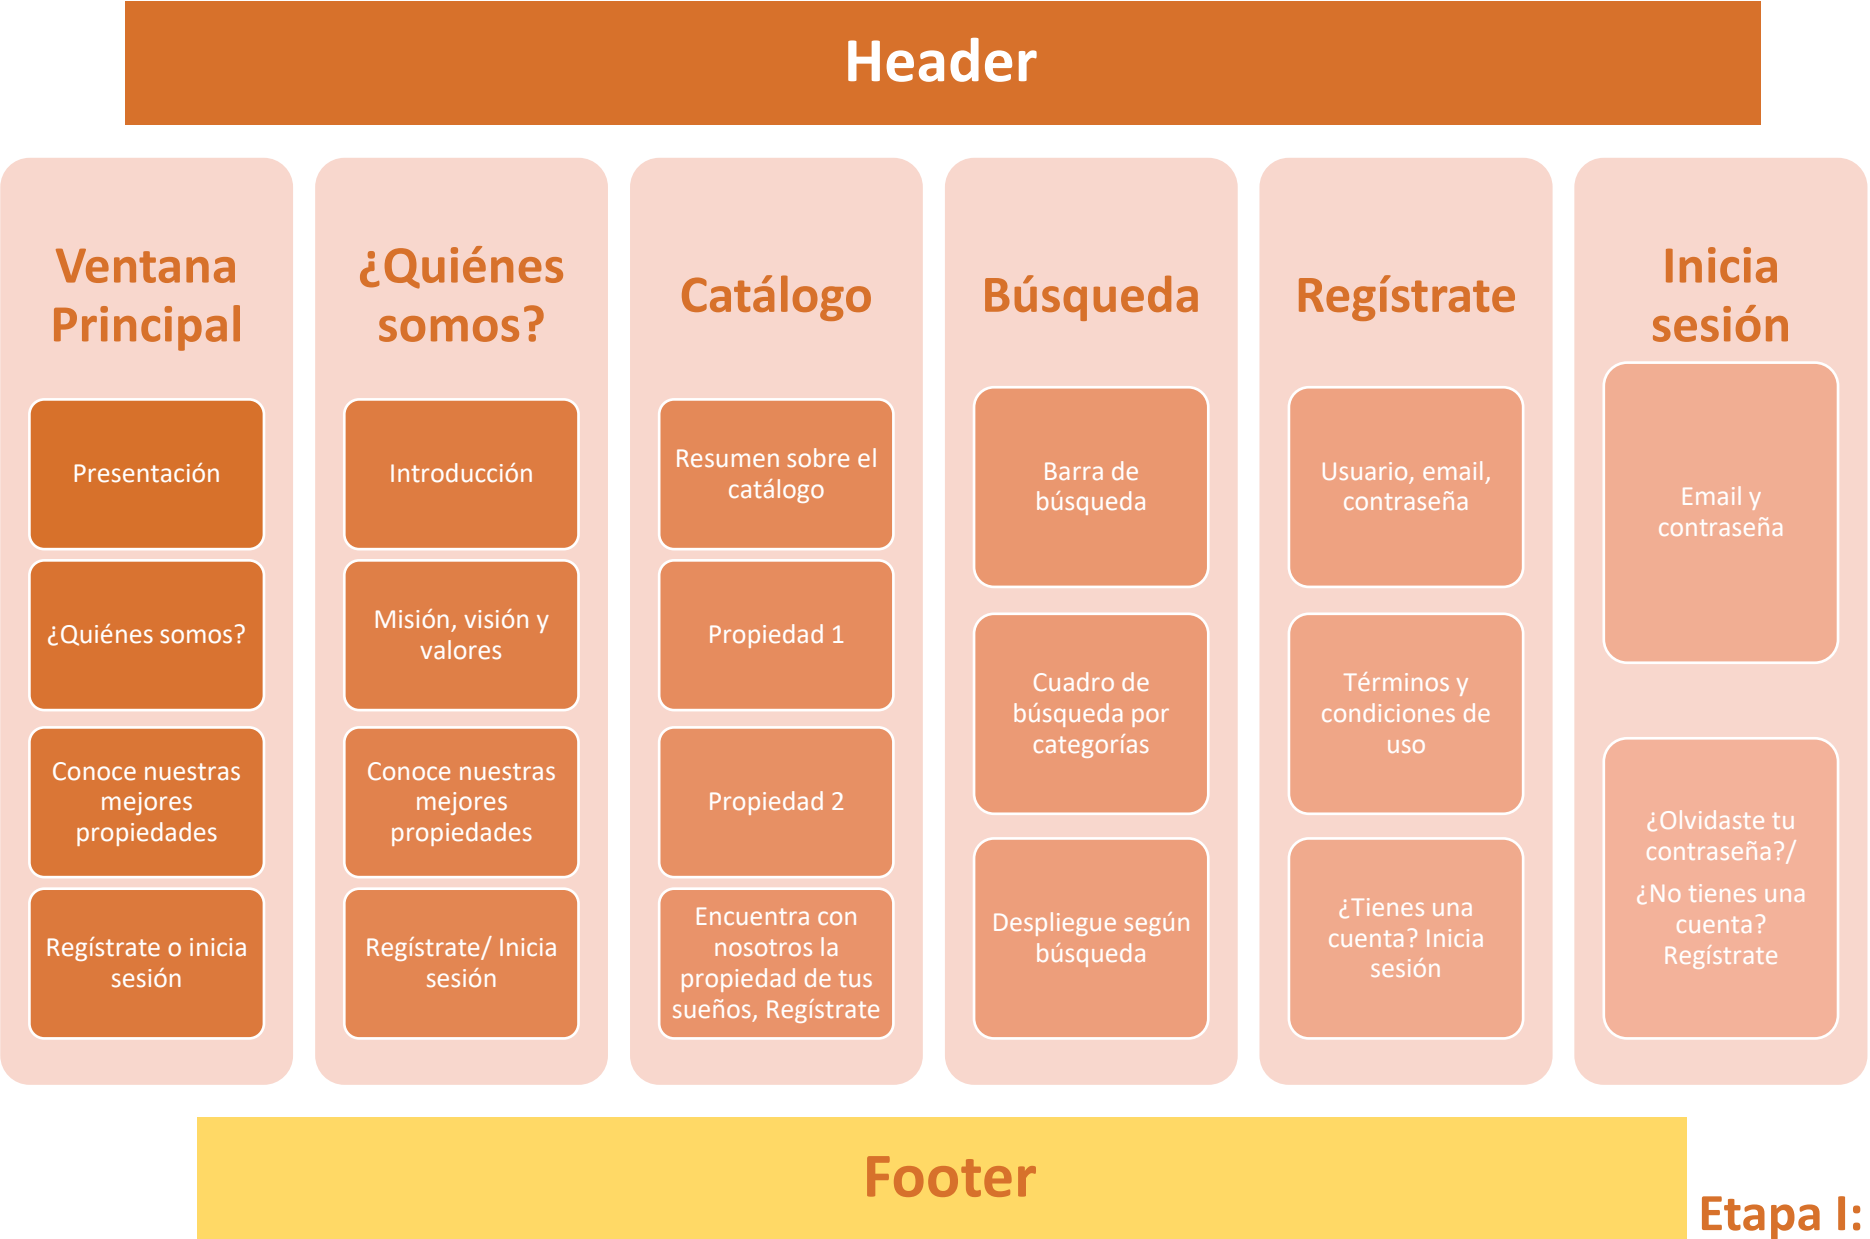 Header
Ventana
Principal
Presentación
¿Quiénes somos?
Conoce nuestras
mejores
propiedades
Regístrate o inicia
sesión
¿Quiénes
somos?
Introducción
Misión, visión y
valores
Conoce nuestras
mejores
propiedades
Regístrate/ Inicia
sesión
Catálogo
Resumen sobre el
catálogo
Propiedad 1
Propiedad 2
Encuentra con
nosotros la
propiedad de tus
sueños, Regístrate
Búsqueda
Barra de
búsqueda
Cuadro de
búsqueda por
categorías
Despliegue según
búsqueda
Regístrate
Usuario, email,
contraseña
Términos y
condiciones de
uso
¿Tienes una
cuenta? Inicia
sesión
Inicia
sesión
Email y
contraseña
¿Olvidaste tu
contraseña?/
¿No tienes una
cuenta?
Regístrate
Footer
Etapa I: